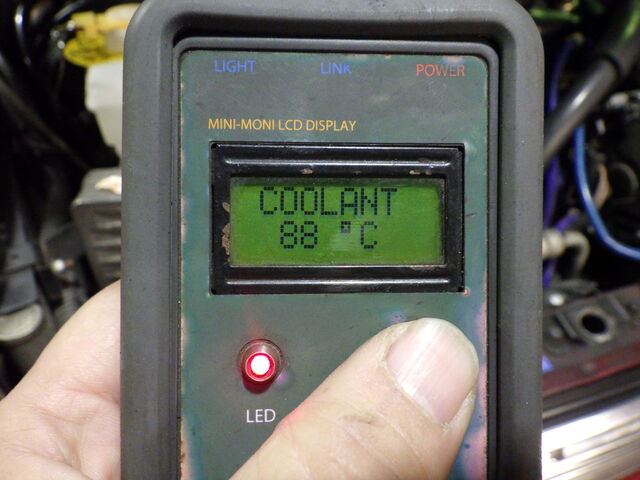 LIGHT LINK POWER
MINI-MONI LCD DISPLAY
COOLANT
88 "C
LED